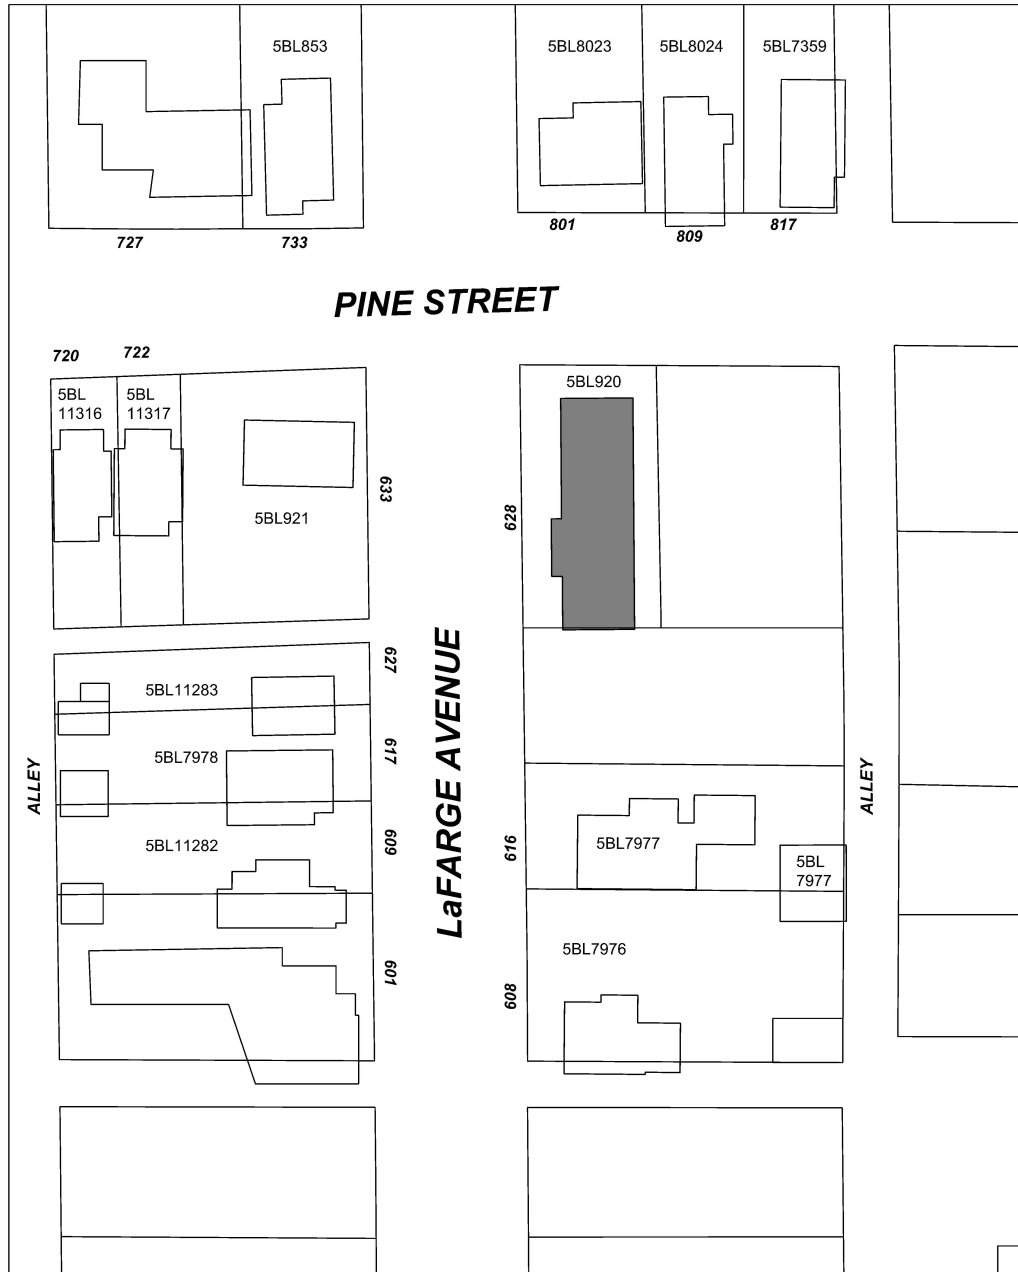 5BL853
5BL8023
5BL8024
5BL7359
727
733
801
809
817
PINE STREET
720
722
5BL
11316
5BL
11317
5BL921
633
5BL920
628
627
5BL11283
5BL7978
617
5BL11282
609
601
ALLEY
LaFARGE AVENUE
616
5BL7977
5BL
7977
ALLEY
5BL7976
608